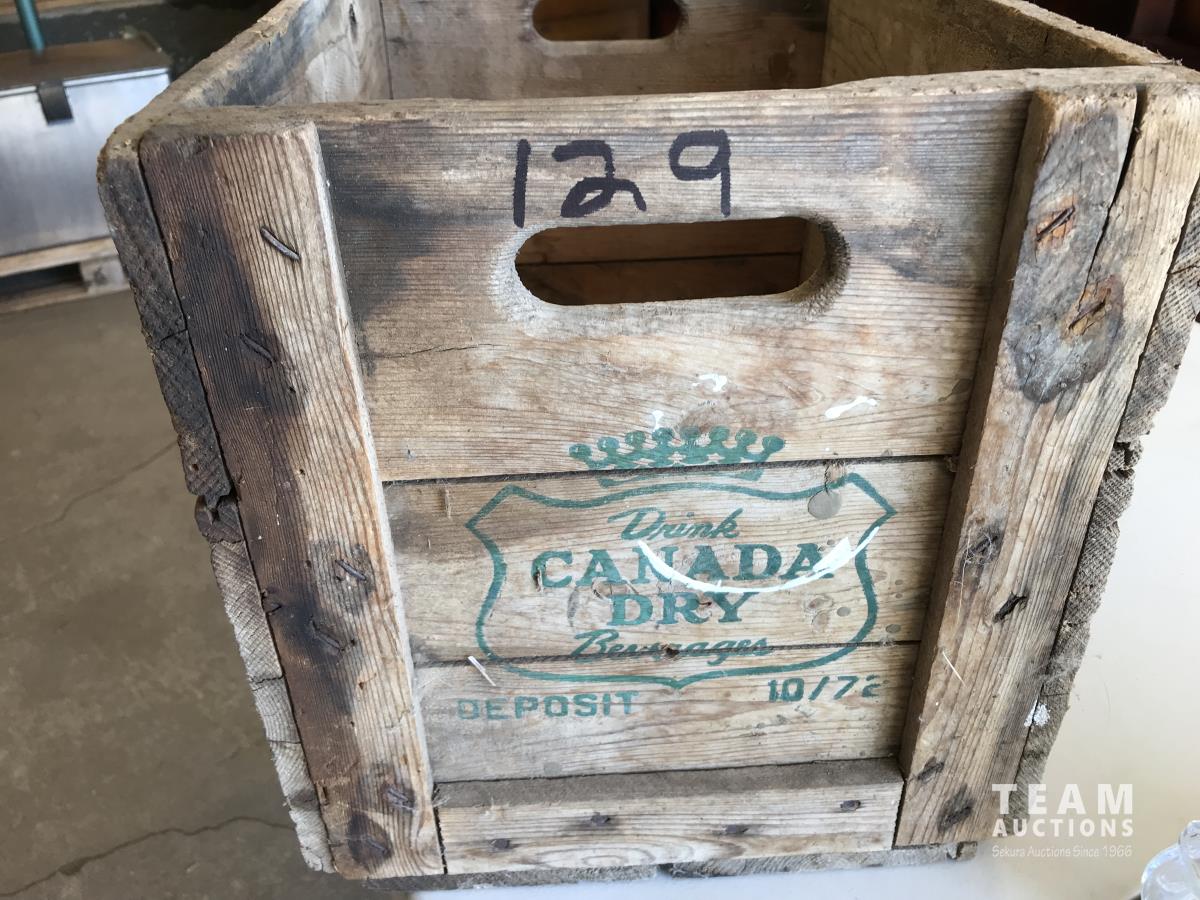 129
Drink
CANADA
DRY
Beverages
DEPOSIT 10/72
TEAM
AUCTIONS
Sekura Auctions Since 1966